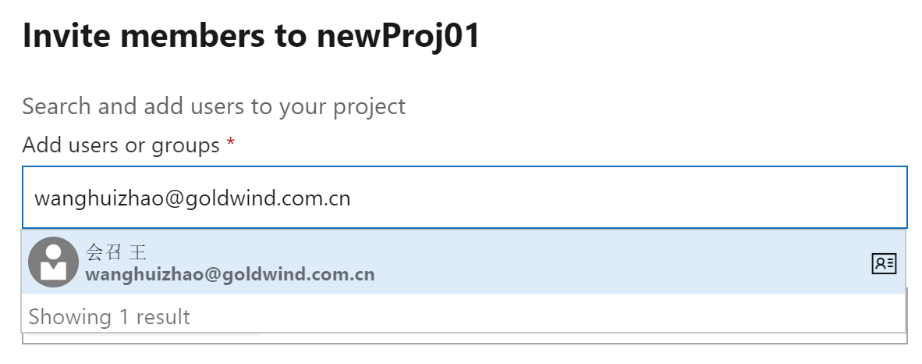 Invite members to newProj01
Search and add users to your project
Add users or groups *
wanghuizhao@goldwind.com.cn
会召 王
wanghuizhao@goldwind.com.cn
Showing 1 result